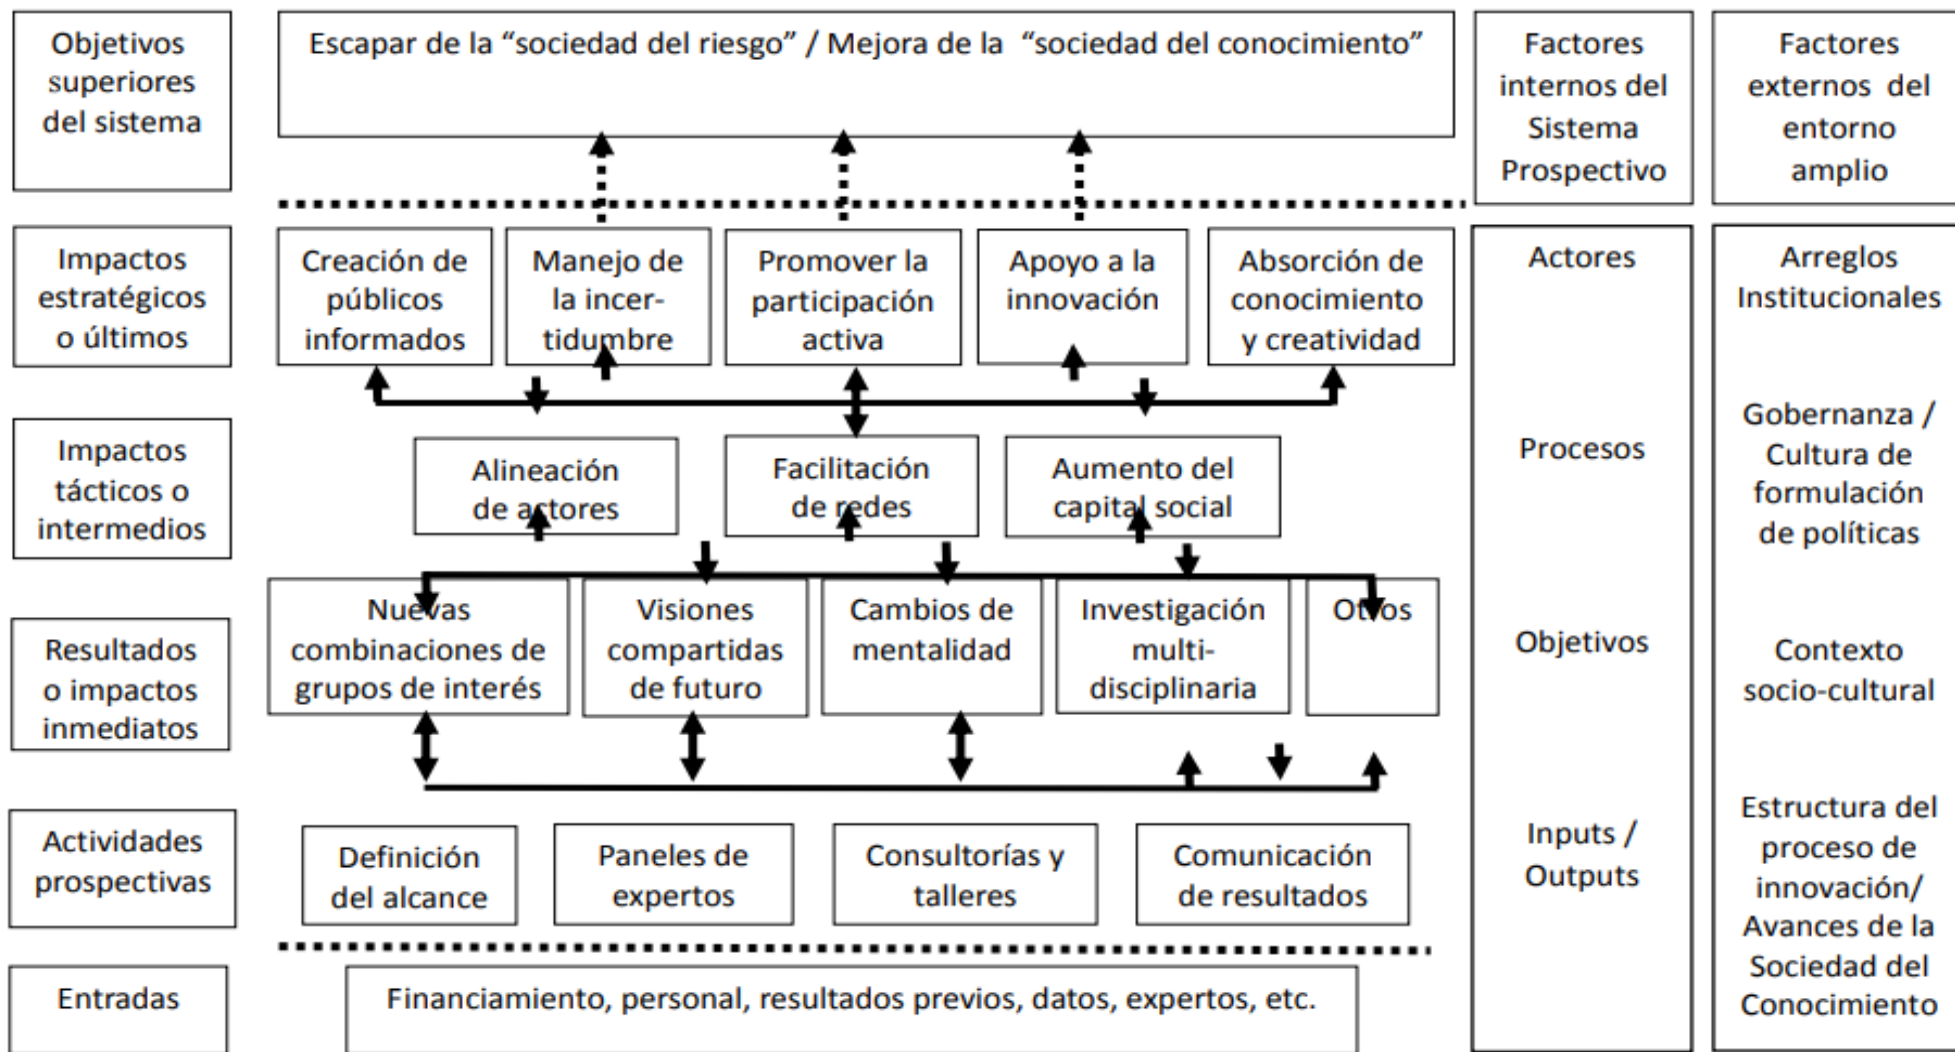 Objetivos
superiores
del sistema
Escapar de la “sociedad del riesgo” / Mejora de la “sociedad del conocimiento”
Factores
internos del
Sistema
Prospectivo
Factores
externos del
entorno
amplio
Impactos
estratégicos
o últimos
Creación de
públicos
informados
Manejo de
la incer-
tidumbre
Promover la
participación
activa
Apoyo a la
innovación
Absorción de
conocimiento
y creatividad
Actores
Arreglos
Institucionales
Impactos
tácticos o
intermedios
Alineación
de actores
Facilitación
de redes
Aumento del
capital social
Procesos
Gobernanza /
Cultura de
formulación
de políticas
Resultados
o impactos
inmediatos
Nuevas
combinaciones de
grupos de interés
Visiones
compartidas
de futuro
Cambios de
mentalidad
Investigación
multi-
disciplinaria
Otros
Objetivos
Contexto
socio-cultural
Actividades
prospectivas
Definición
del alcance
Paneles de
expertos
Consultorías y
talleres
Comunicación
de resultados
Inputs /
Outputs
Estructura del
proceso de
innovación/
Avances de la
Sociedad del
Conocimiento
Entradas
Financiamiento, personal, resultados previos, datos, expertos, etc.